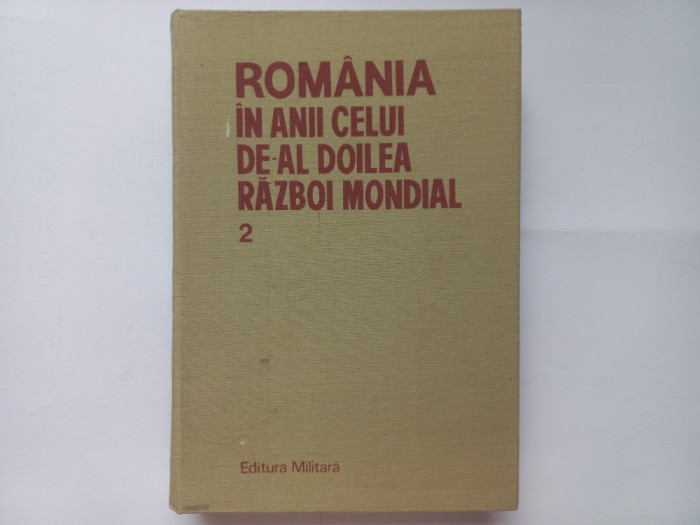 ROMÂNIA
ÎN ANII CELUI
DE-AL DOILEA
RĂZBOI MONDIAL
2
Editura Militară